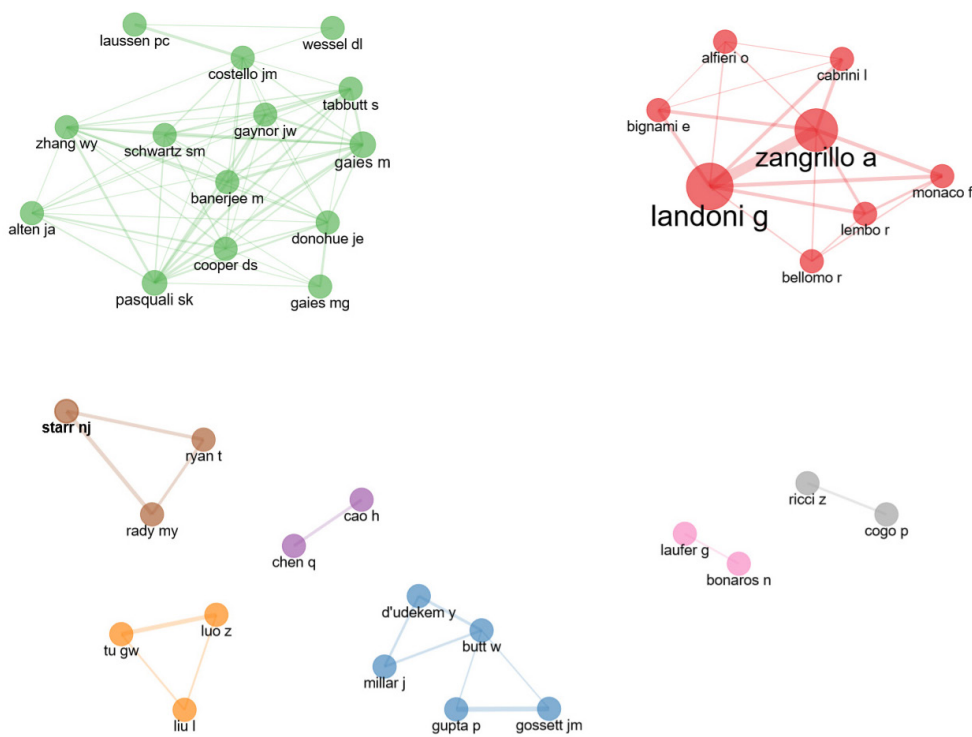 laussen pc
wessel dl
costello jm
tabbutt s
gaynor jw
zhang wy
schwartz sm
gaies m
banerjee m
alten ja
donohue je
cooper ds
pasquali sk
gaies mg
alfieri o
cabrini l
bignami e
zangrillo a
monaco f
landoni g
lembo r
bellomo r
starr nj
ryan t
rady my
cao h
chen q
ricci z
cogo p
laufer g
bonaros n
luo z
tu gw
liu l
d'udekem y
butt w
millar j
gupta p
gossett jm